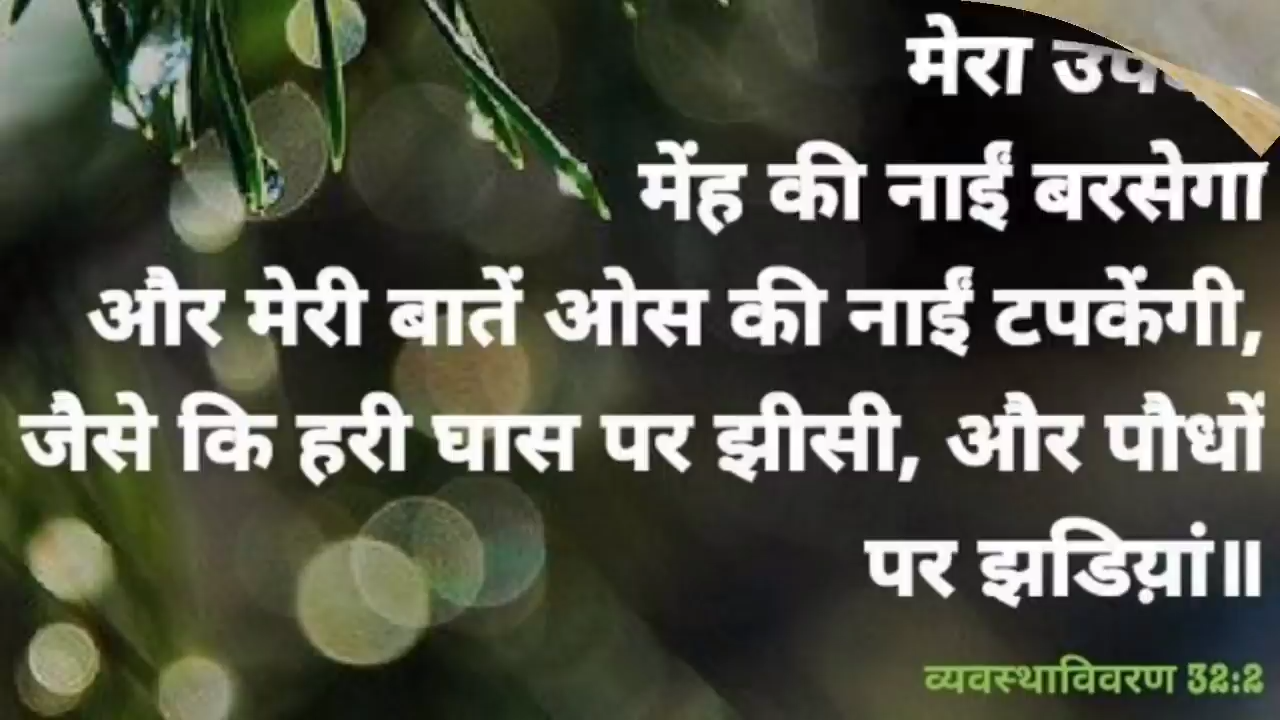 मेरा
मेंह की नाईं बरसेगा
और मेरी बातें ओस की नाईं टपकेंगी,
जैसे कि हरी घास पर झीसी, और पौधों
पर झडिय़ां॥
व्यवस्थाविवरण 32:2